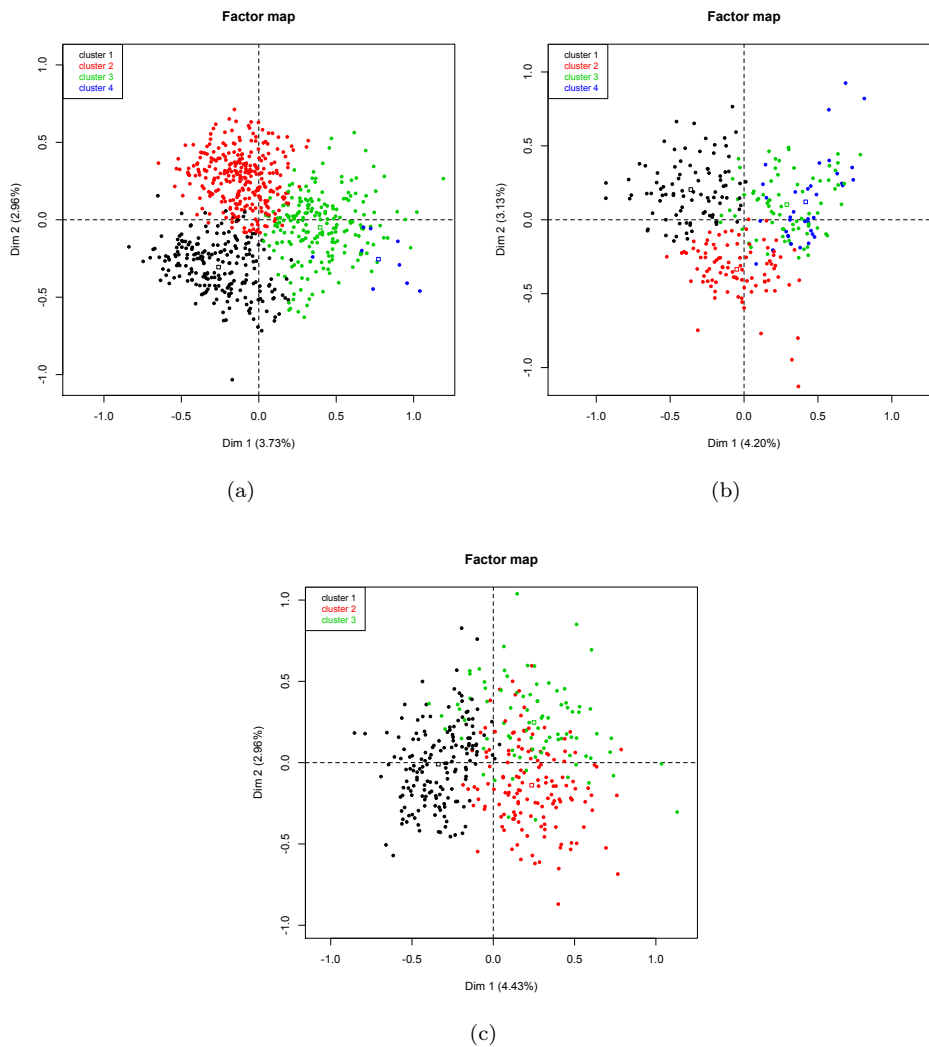 Factor map
cluster 1
cluster 2
cluster 3
cluster 4
1.0
0.5
0.0
-0.5
-1.0
Dim 2 (2.96%)
-1.0 -0.5 0.0 0.5 1.0
Dim 1 (3.73%)
(a)
Factor map
cluster 1
cluster 2
cluster 3
cluster 4
1.0
0.5
0.0
-0.5
-1.0
Dim 2 (3.13%)
-1.0 -0.5 0.0 0.5 1.0
Dim 1 (4.20%)
(b)
Factor map
cluster 1
cluster 2
cluster 3
1.0
0.5
0.0
-0.5
-1.0
Dim 2 (2.96%)
-1.0 -0.5 0.0 0.5 1.0
Dim 1 (4.43%)
(c)